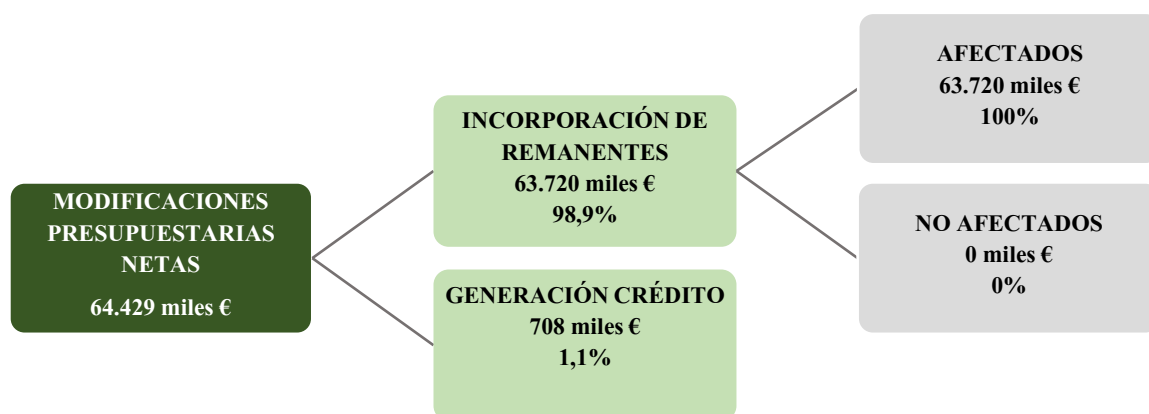 MODIFICACIONES
PRESUPUESTARIAS
NETAS
64.429 miles €
INCORPORACIÓN DE
REMANENTES
63.720 miles €
98,9%
GENERACIÓN CRÉDITO
708 miles €
1,1%
AFECTADOS
63.720 miles €
100%
NO AFECTADOS
0 miles €
0%